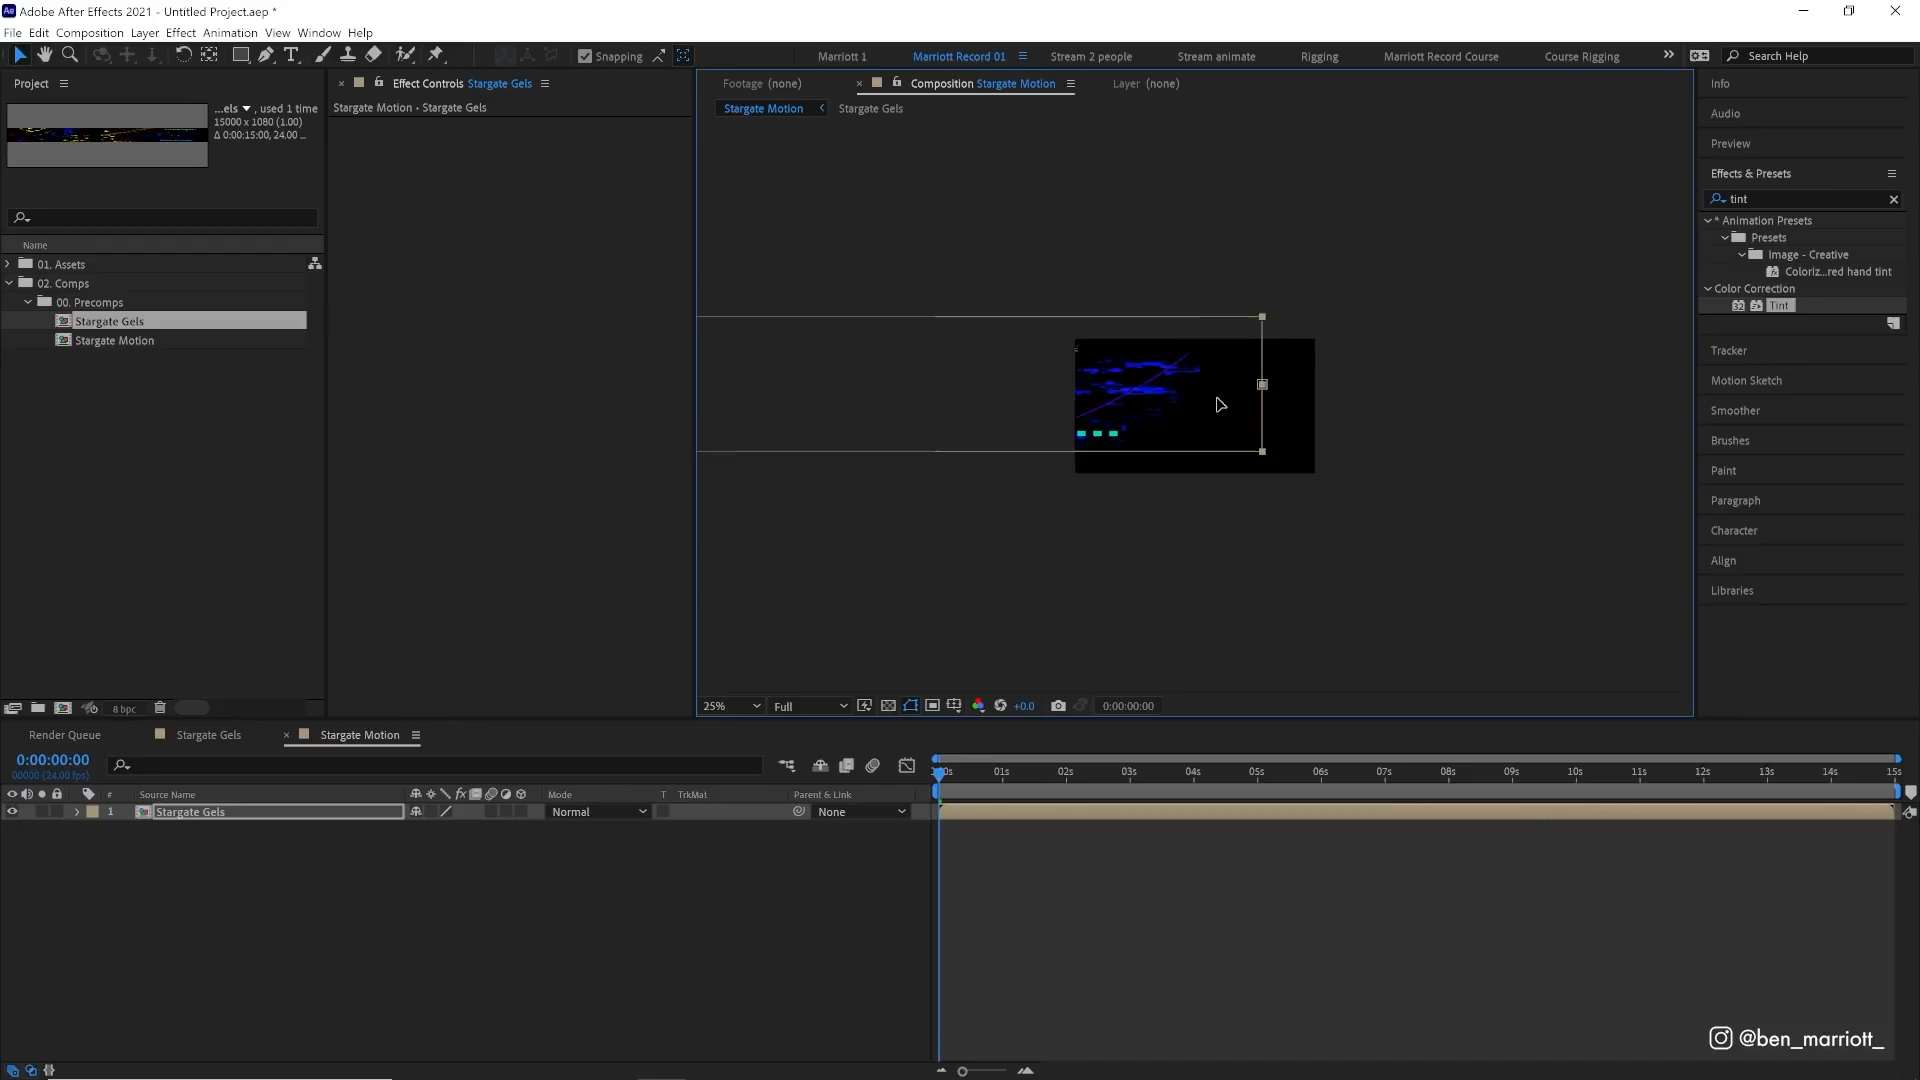 Adobe After Effects 2021 - Untitled Project.aep *
File Edit Composition Layer Effect Animation View Window Help
Snapping
Marriott 1
Marriott Record 01
Stream 2 people
Stream animate
Rigging
Marriott Record Course
Course Rigging
Search Help
Project
...els , used 1 time
15000 x 1080 (1.00)
Δ 0:00:15:00, 24.00 ...
Name
01. Assets
02. Comps
00. Precomps
Stargate Gels
Stargate Motion
8 bpc
Effect Controls Stargate Gels
Stargate Motion • Stargate Gels
Footage (none)
Composition Stargate Motion
Layer (none)
Stargate Motion
Stargate Gels
25%
Full
+0.0
0:00:00:00
Info
Audio
Preview
Effects & Presets
tint
* Animation Presets
Presets
Image - Creative
Coloriz...red hand tint
Color Correction
32
Tint
Tracker
Motion Sketch
Smoother
Brushes
Paint
Paragraph
Character
Align
Libraries
Render Queue
Stargate Gels
Stargate Motion
0:00:00:00
00000 (24.00 fps)
# Source Name
fx
Mode
T TrkMat
Parent & Link
1 Stargate Gels
Normal
None
01s 02s 03s 04s 05s 06s 07s 08s 09s 10s 11s 12s 13s 14s 15s
@ben_marriott_